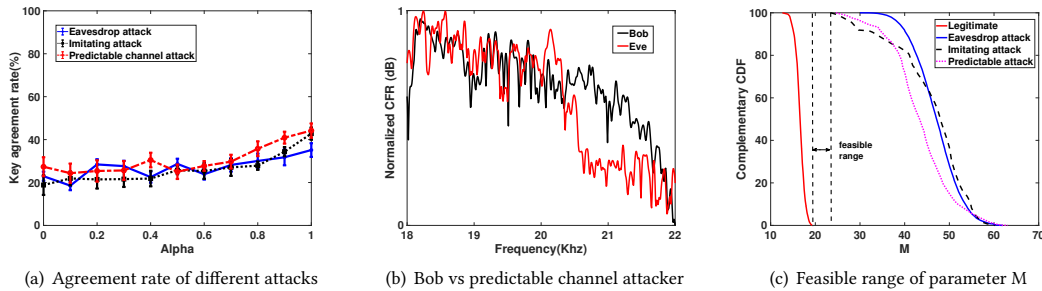 Key agreement rate(%)
100
80
60
40
20
0
Eavesdrop attack
Imitating attack
Predictable channel attack
0 0.2 0.4 0.6 0.8 1
Alpha
(a) Agreement rate of different attacks
Normalized CFR (dB)
1
0
Bob
Eve
18 19 20 21 22
Frequency(Khz)
(b) Bob vs predictable channel attacker
Complementary CDF
100
80
60
40
20
0
Legitimate
Eavesdrop attack
Imitating attack
Predictable attack
feasible
range
10 20 30 40 50 60 70
M
(c) Feasible range of parameter M